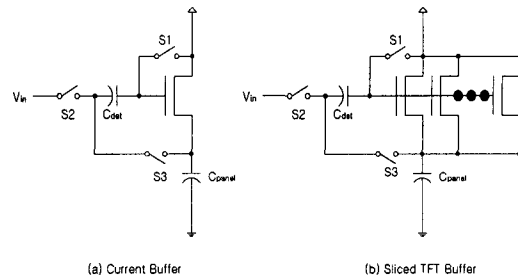 S1
Vin
S2
Cdet
S3
Cpanel
(a) Current Buffer
S1
Vin
S2
Cdet
S3
Cpanel
(b) Sliced TFT Buffer